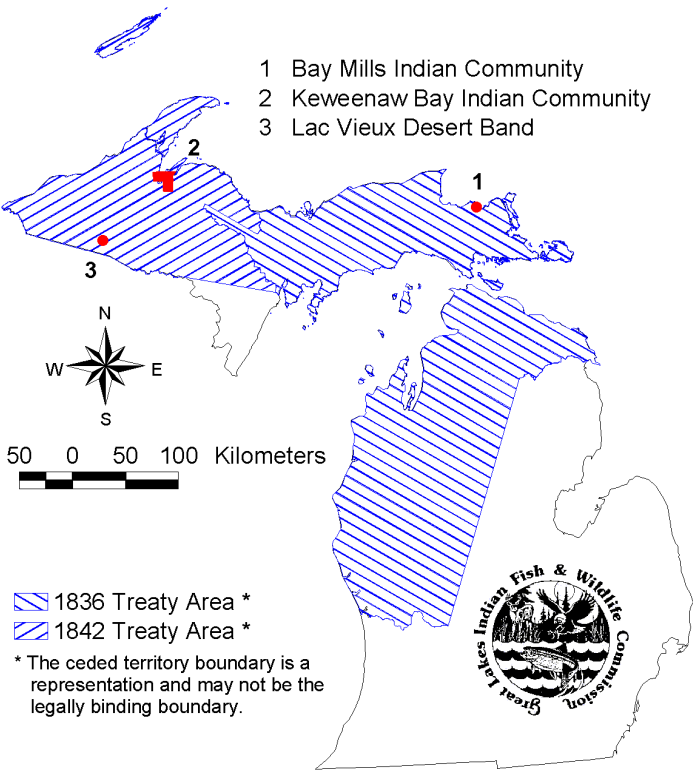 1 Bay Mills Indian Community
2 Keweenaw Bay Indian Community
3 Lac Vieux Desert Band
2
1
3
N
W E
S
50 0 50 100 Kilometers
1836 Treaty Area *
1842 Treaty Area *
* The ceded territory boundary is a
representation and may not be the
legally binding boundary.
Great Lakes Indian Fish & Wildlife Commission